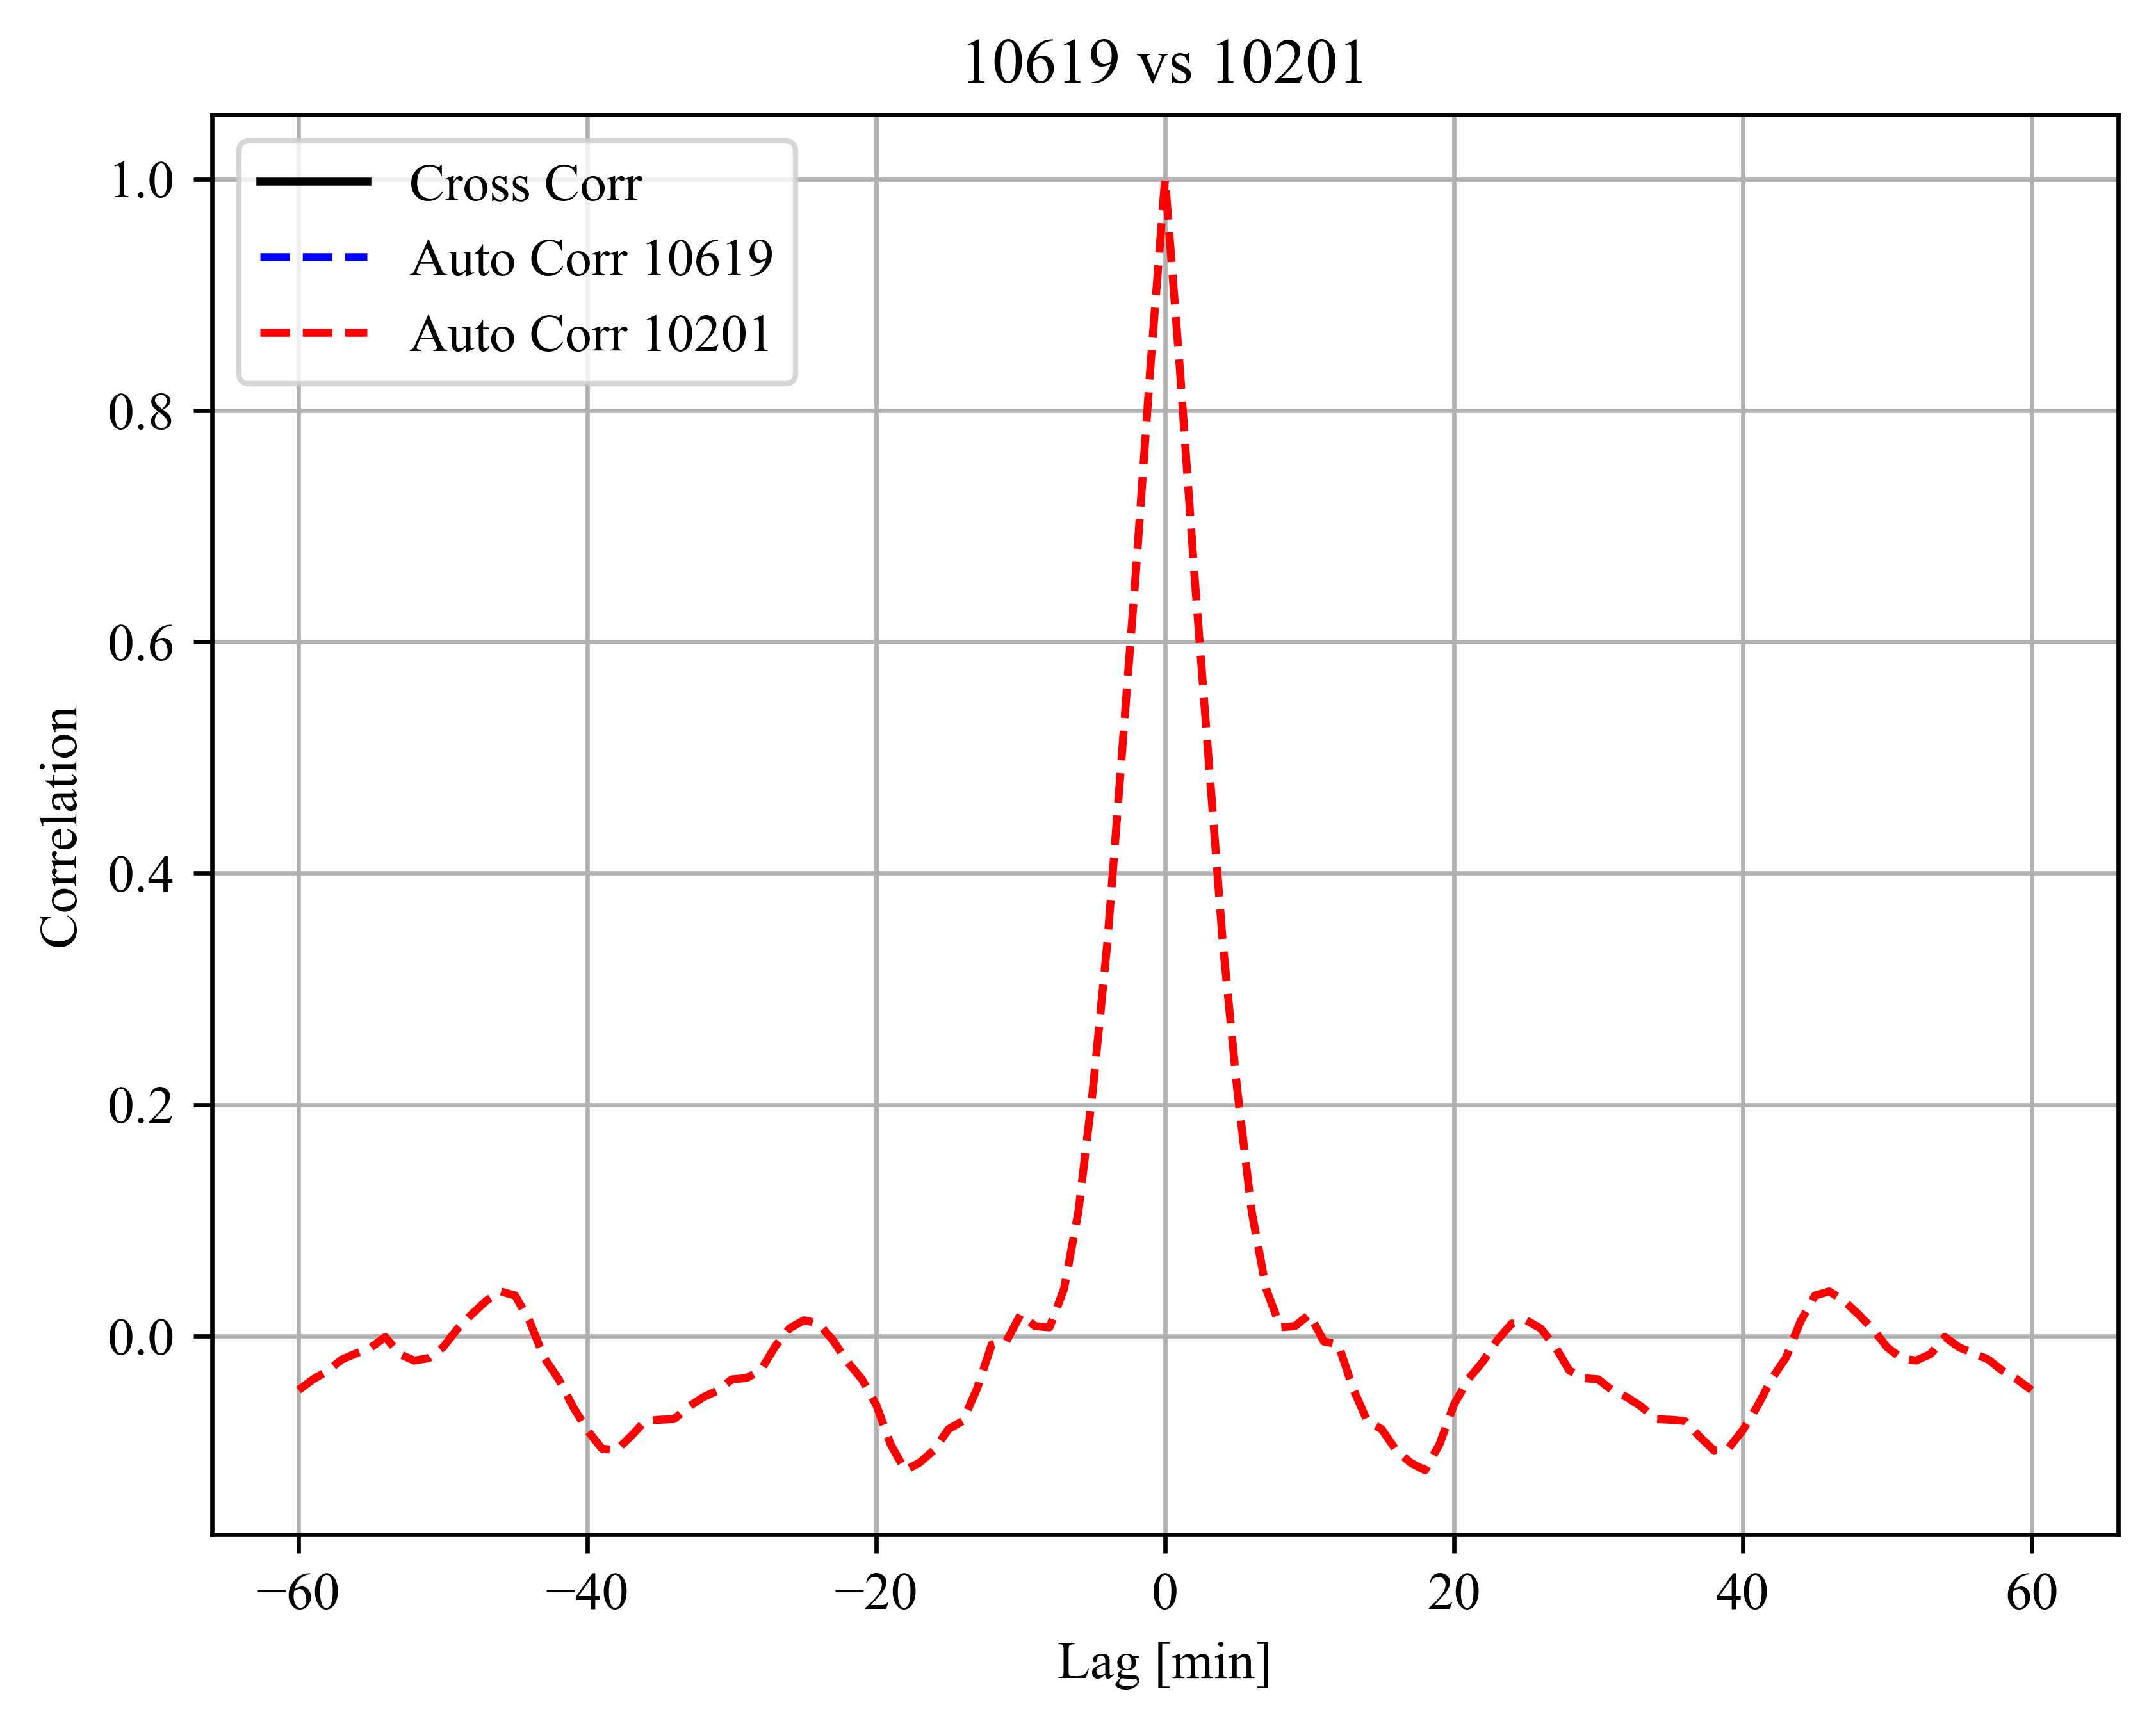 10619 vs 10201
Cross Corr
Auto Corr 10619
Auto Corr 10201
1.0
0.8
0.6
0.4
0.2
0.0
Correlation
−60 −40 −20 0 20 40 60
Lag [min]